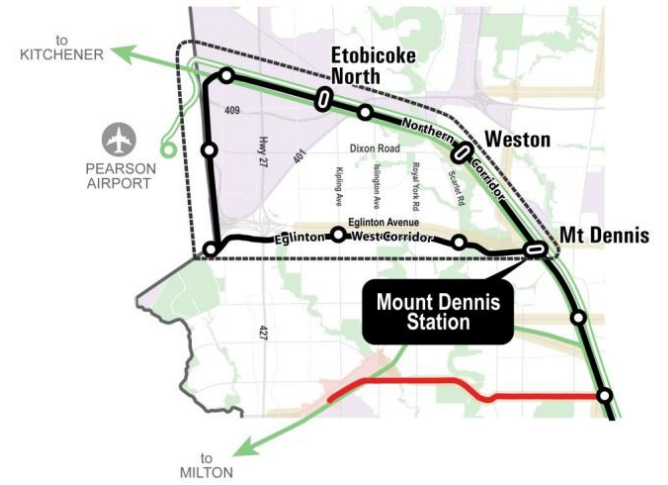 to
KITCHENER
Etobicoke
North
409
Northern
Corridor
Weston
PEARSON
AIRPORT
Hwy 27
401
Dixon Road
Kipling Ave
Islington Ave
Royal York Rd
Scarlet Rd
Eglinton Avenue
Eglinton West Corridor
Mt Dennis
Mount Dennis
Station
427
to
MILTON